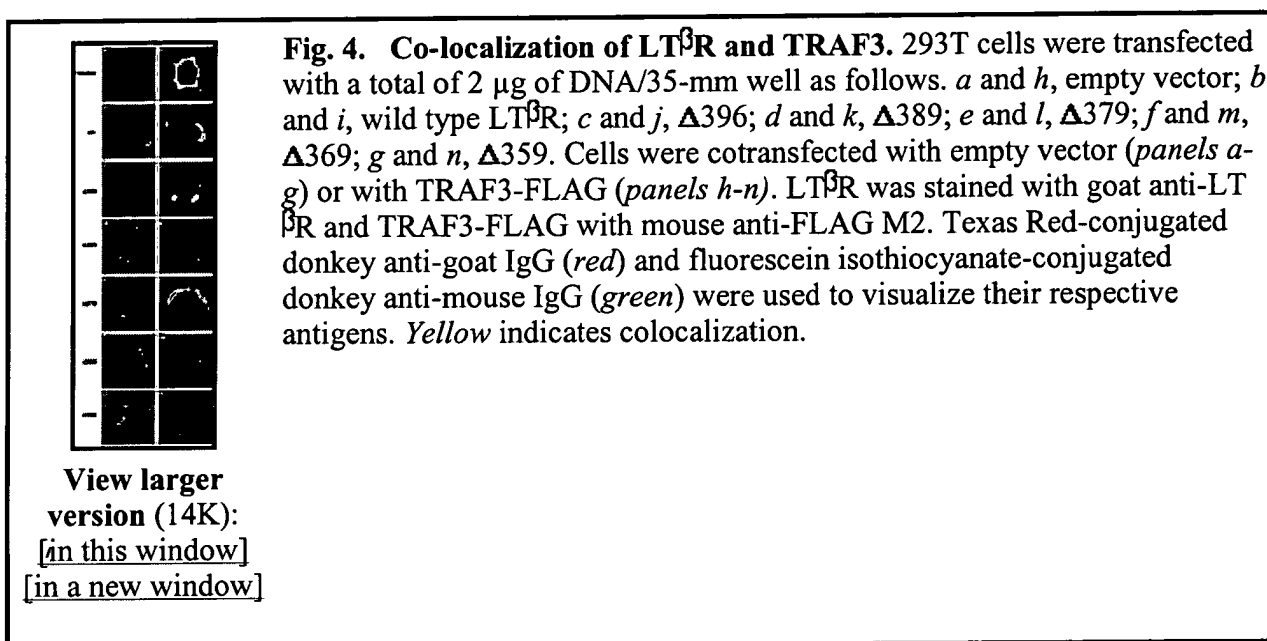 Fig. 4. Co-localization of LTβR and TRAF3. 293T cells were transfected
with a total of 2 μg of DNA/35-mm well as follows. a and h, empty vector; b
and i, wild type LTβR; c and j, Δ396; d and k, Δ389; e and l, Δ379; f and m,
Δ369; g and n, Δ359. Cells were cotransfected with empty vector (panels a-
g) or with TRAF3-FLAG (panels h-n). LTβR was stained with goat anti-LT
βR and TRAF3-FLAG with mouse anti-FLAG M2. Texas Red-conjugated
donkey anti-goat IgG (red) and fluorescein isothiocyanate-conjugated
donkey anti-mouse IgG (green) were used to visualize their respective
antigens. Yellow indicates colocalization.
View larger
version (14K):
[in this window]
[in a new window]